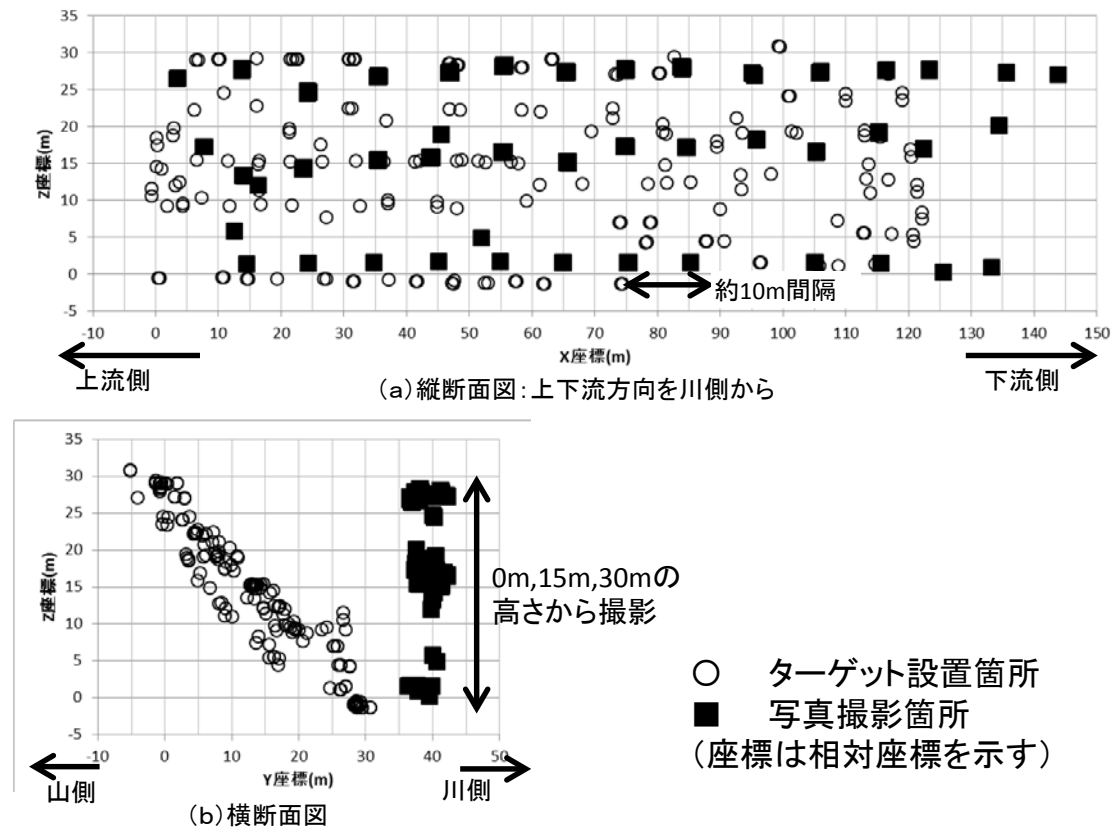 35
30
25
20
15
10
5
0
-5
Z座標(m)
-10 0 10 20 30 40 50 60 70 80 90 100 110 120 130 140 150
X座標(m)
約10m間隔
上流側
下流側
(a)縦断面図:上下流方向を川側から
35
30
25
20
15
10
5
0
-5
Z座標(m)
-10 0 10 20 30 40 50
Y座標(m)
0m,15m,30mの
高さから撮影
山側
川側
(b)横断面図
○ ターゲット設置箇所
■ 写真撮影箇所
(座標は相対座標を示す)